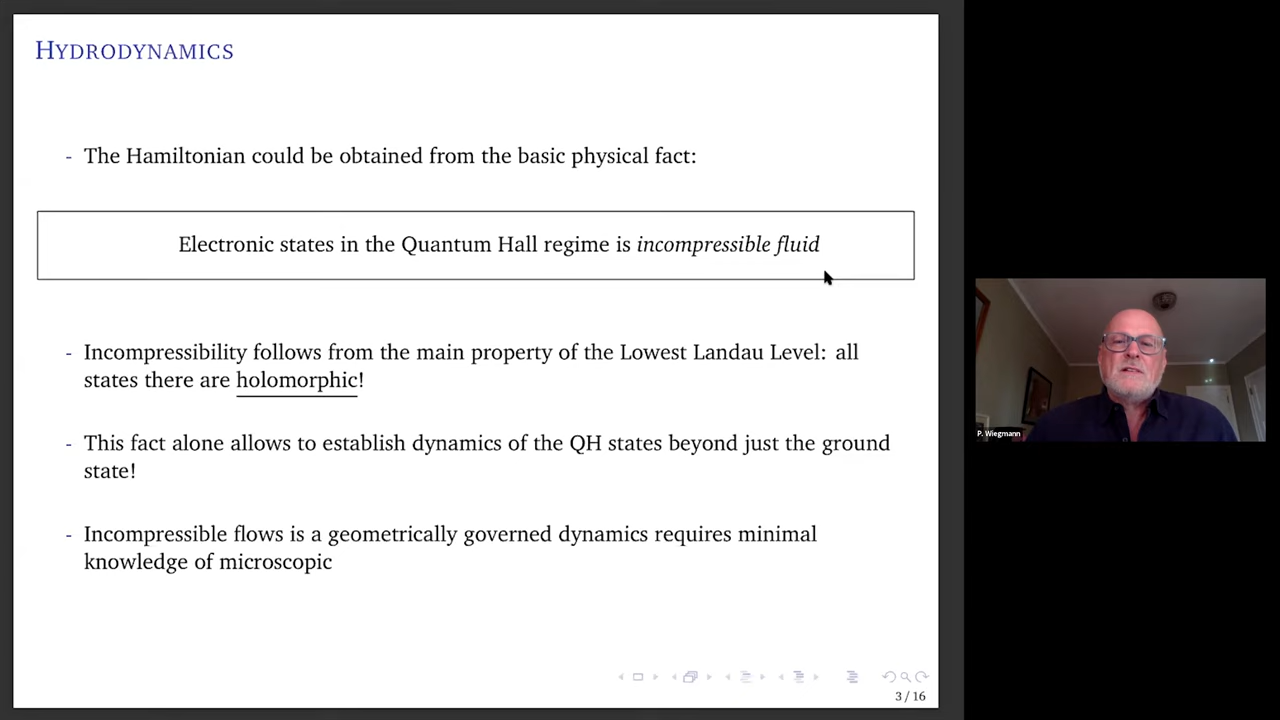 HYDRODYNAMICS
- The Hamiltonian could be obtained from the basic physical fact:
Electronic states in the Quantum Hall regime is incompressible fluid
- Incompressibility follows from the main property of the Lowest Landau Level: all
states there are holomorphic!
- This fact alone allows to establish dynamics of the QH states beyond just the ground
state!
- Incompressible flows is a geometrically governed dynamics requires minimal
knowledge of microscopic
3 / 16
P. Wiegmann